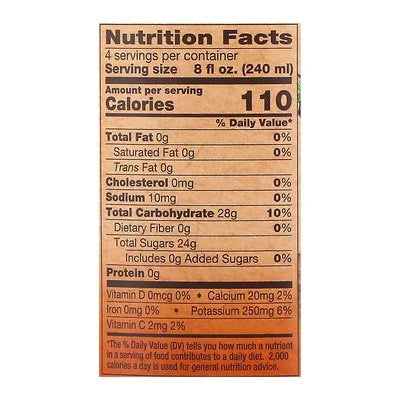 Nutrition Facts
4 servings per container
Serving size 8 fl oz. (240 ml)
Amount per serving
Calories 110
% Daily Value*
Total Fat 0g 0%
Saturated Fat 0g 0%
Trans Fat 0g
Cholesterol 0mg 0%
Sodium 10mg 0%
Total Carbohydrate 28g 10%
Dietary Fiber 0g 0%
Total Sugars 24g
Includes 0g Added Sugars 0%
Protein 0g
Vitamin D 0mcg 0% • Calcium 20mg 2%
Iron 0mg 0% • Potassium 250mg 6%
Vitamin C 2mg 2%
*The % Daily Value (DV) tells you how much a nutrient
in a serving of food contributes to a daily diet. 2,000
calories a day is used for general nutrition advice.